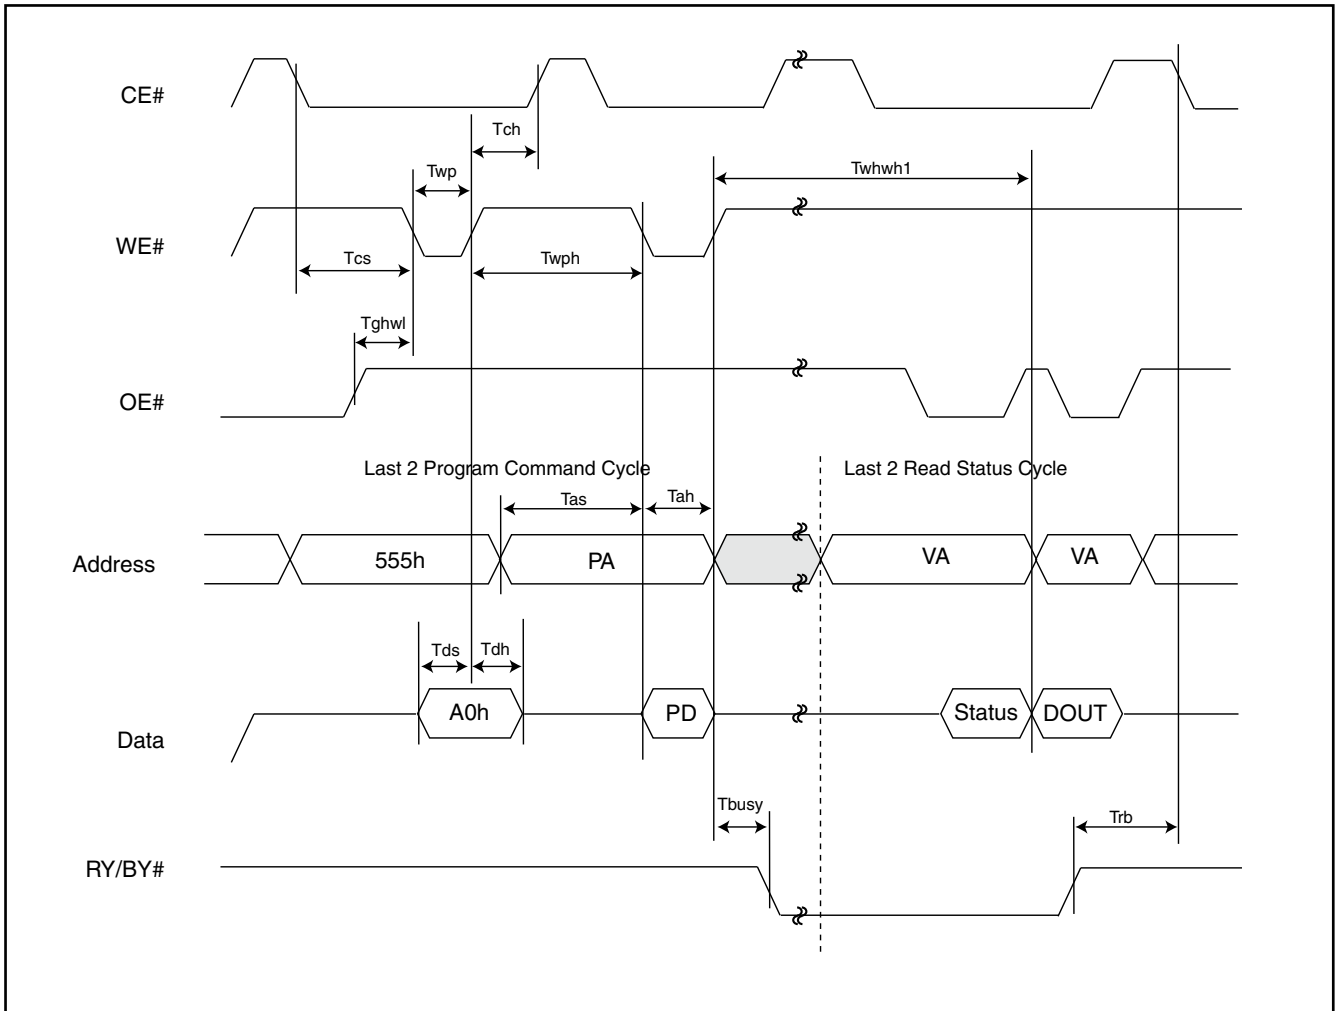 CE#
Tch
Twp
Twhwh1
WE#
Tcs
Twph
Tghwl
OE#
Last 2 Program Command Cycle
Last 2 Read Status Cycle
Tas
Tah
Address
555h
PA
VA
VA
Tds
Tdh
Data
A0h
PD
Status
DOUT
Tbusy
Trb
RY/BY#